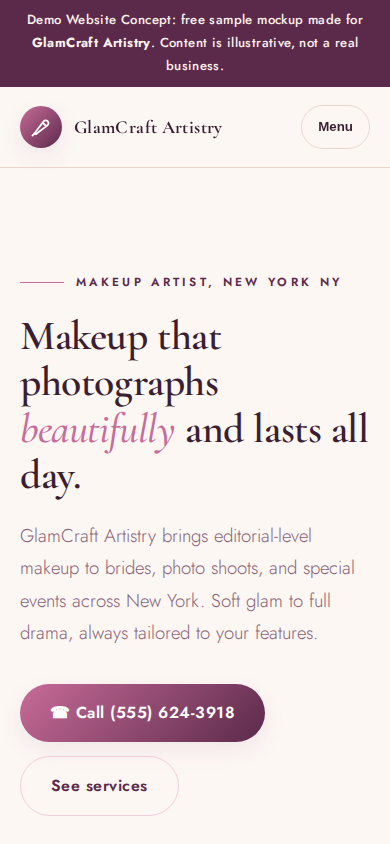 Demo Website Concept: free sample mockup made for
GlamCraft Artistry. Content is illustrative, not a real
business.
GlamCraft Artistry
Menu
MAKEUP ARTIST, NEW YORK NY
Makeup that
photographs
beautifully and lasts all
day.
GlamCraft Artistry brings editorial-level
makeup to brides, photo shoots, and special
events across New York. Soft glam to full
drama, always tailored to your features.
☎ Call (555) 624-3918
See services